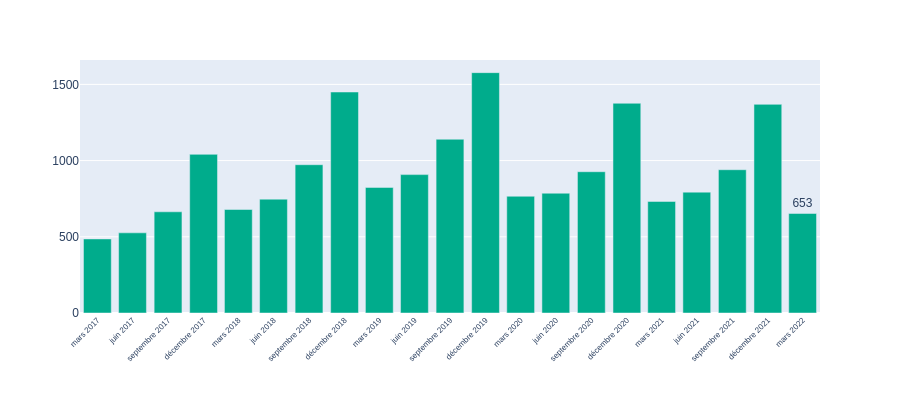 1500
1000
500
0
653
mars 2017
juin 2017
septembre 2017
décembre 2017
mars 2018
juin 2018
septembre 2018
décembre 2018
mars 2019
juin 2019
septembre 2019
décembre 2019
mars 2020
juin 2020
septembre 2020
décembre 2020
mars 2021
juin 2021
septembre 2021
décembre 2021
mars 2022